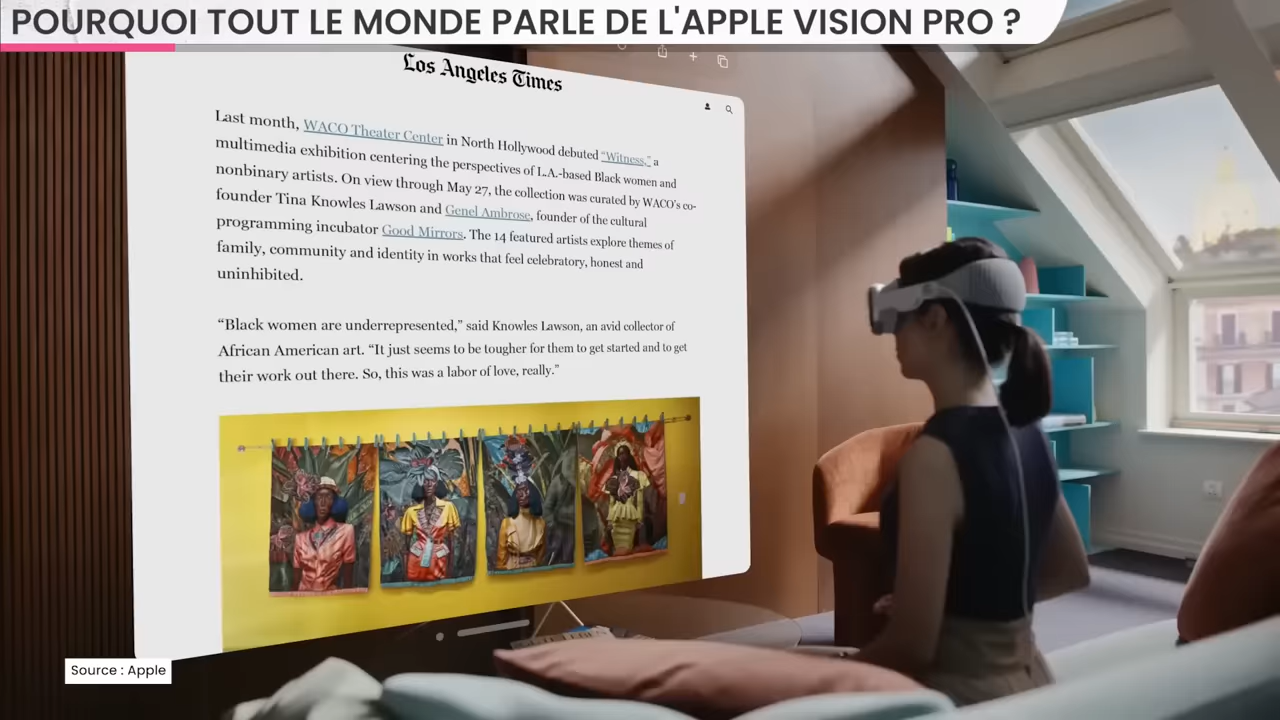 POURQUOI TOUT LE MONDE PARLE DE L'APPLE VISION PRO ?
Los Angeles Times
Last month, WACO Theater Center in North Hollywood debuted “Witness,” a
multimedia exhibition centering the perspectives of L.A.-based Black women and
nonbinary artists. On view through May 27, the collection was curated by WACO's co-
founder Tina Knowles Lawson and Genel Ambrose, founder of the cultural
programming incubator Good Mirrors. The 14 featured artists explore themes of
family, community and identity in works that feel celebratory, honest and
uninhibited.
“Black women are underrepresented,” said Knowles Lawson, an avid collector of
African American art. “It just seems to be tougher for them to get started and to get
their work out there. So, this was a labor of love, really.”
Source : Apple